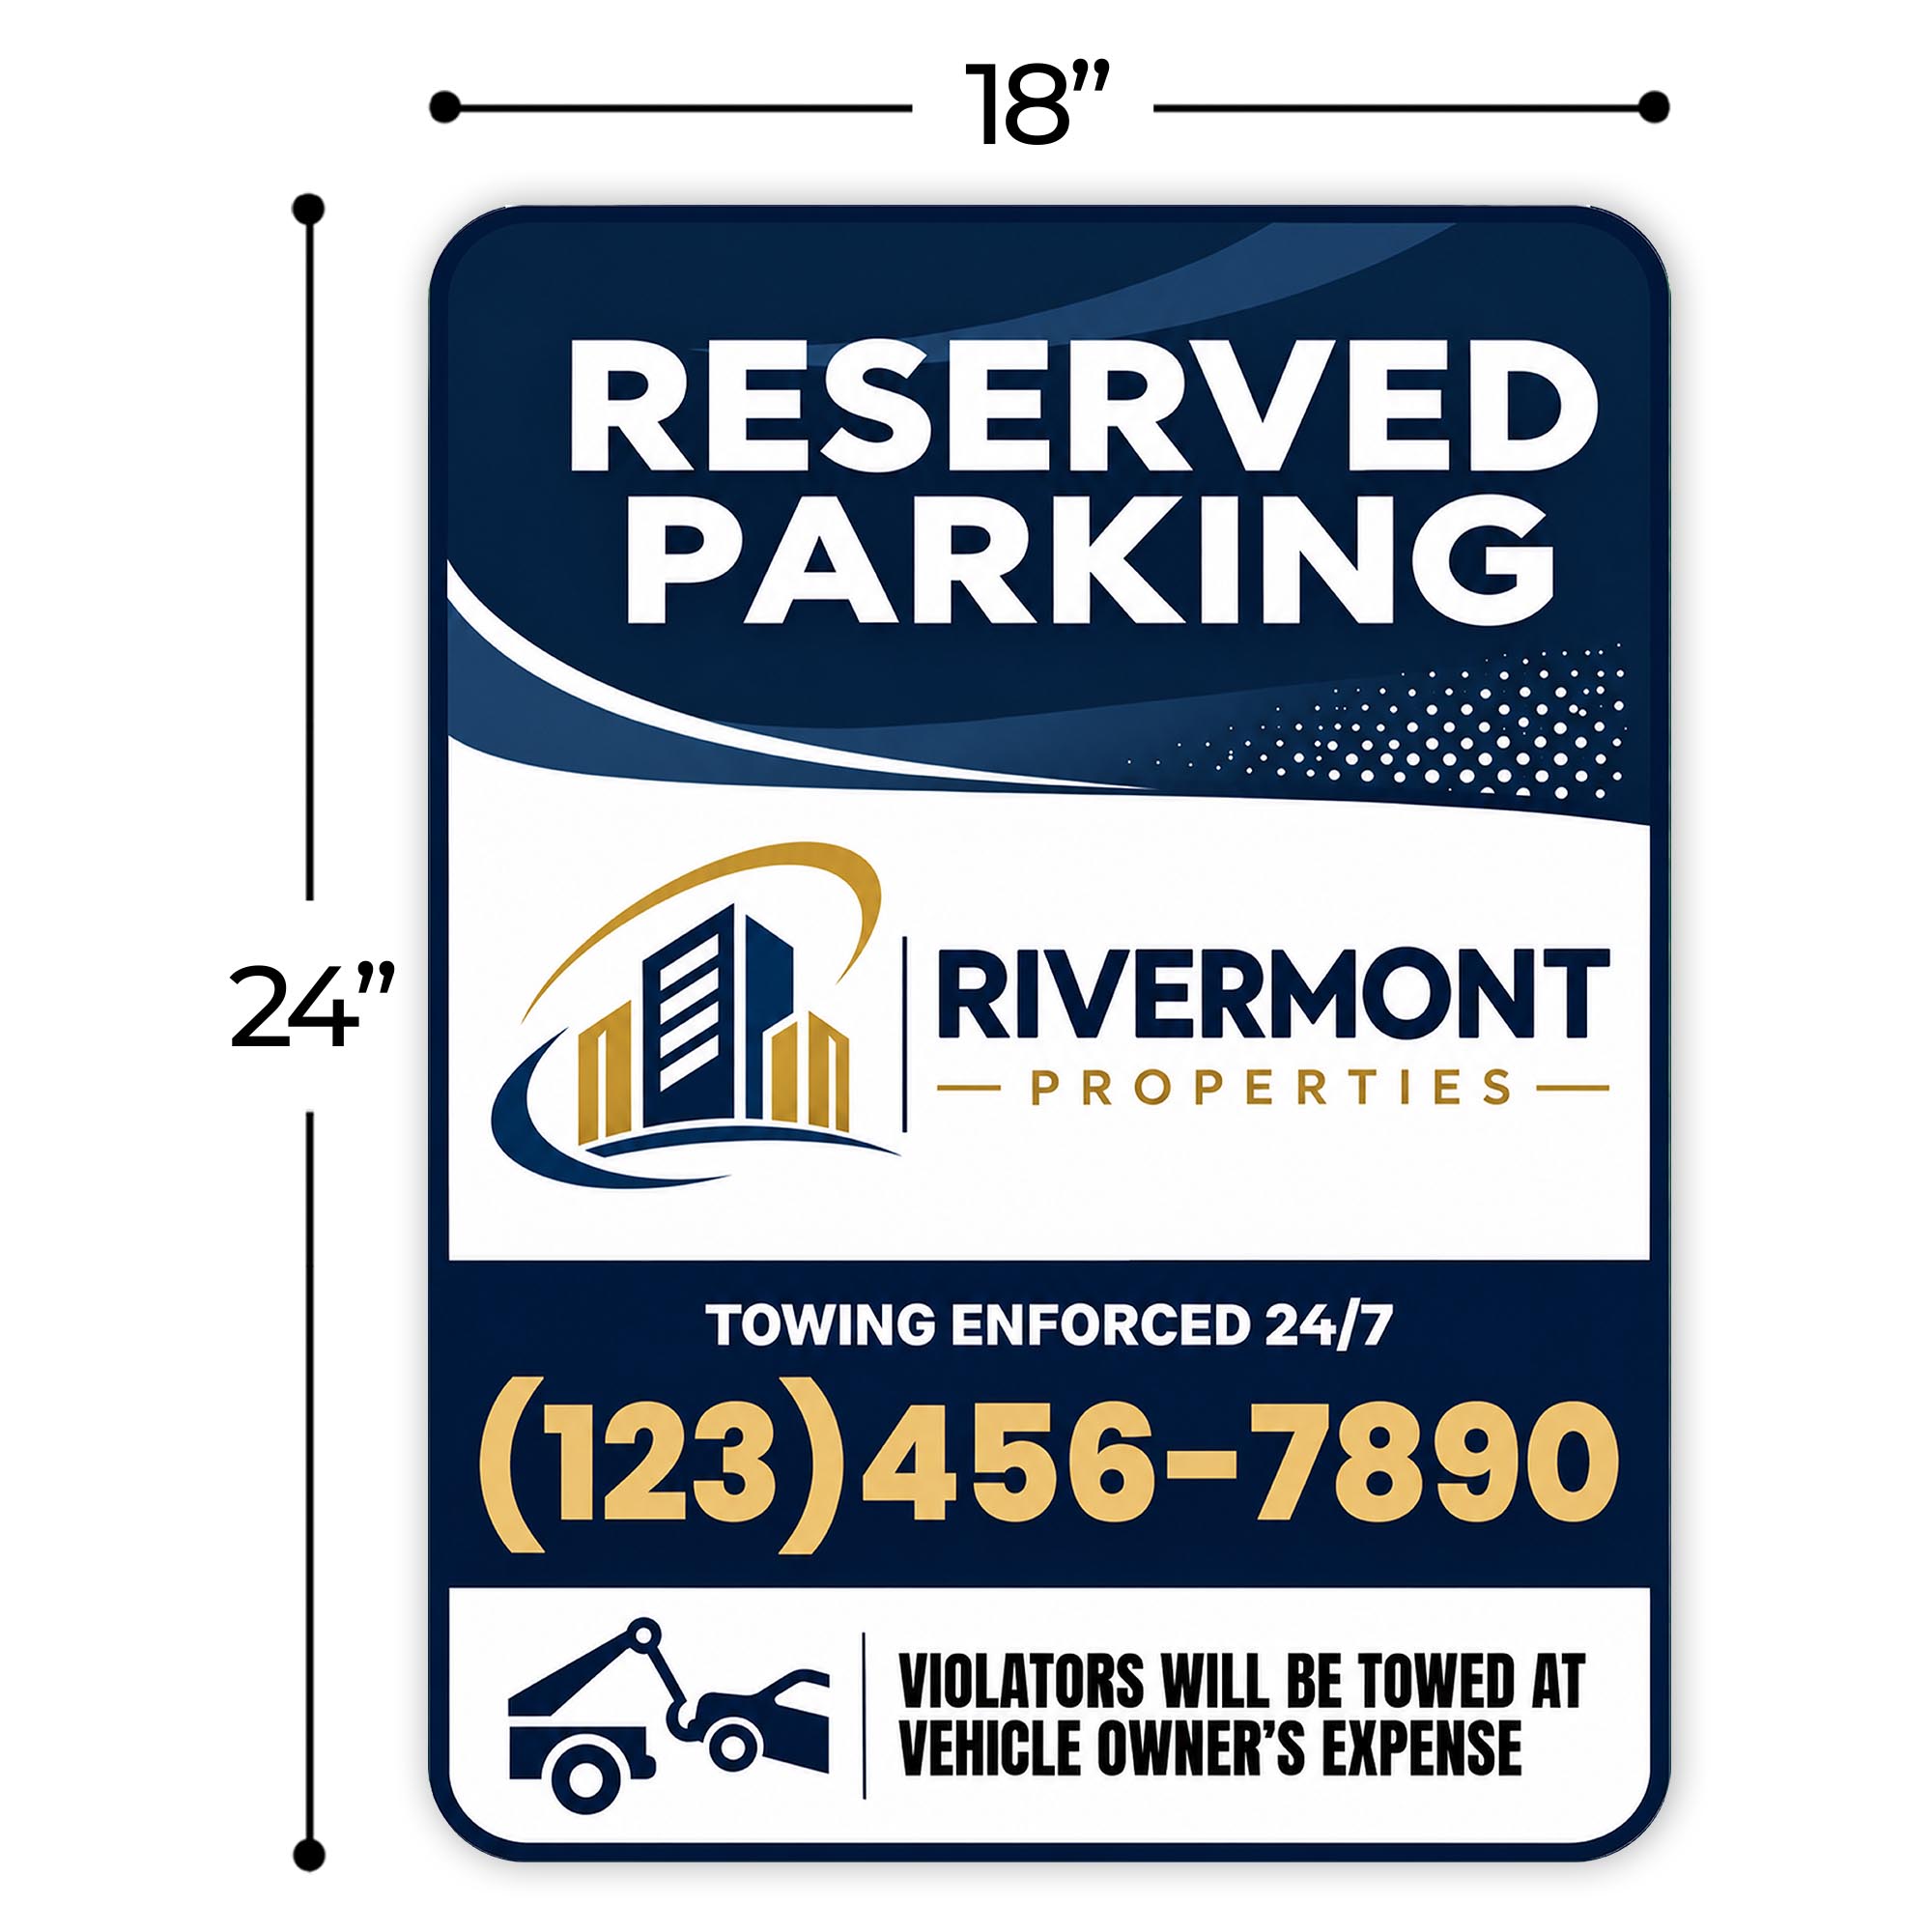 18”
RESERVED
PARKING
24”
RIVERMONT
PROPERTIES
TOWING ENFORCED 24/7
(123)456-7890
VIOLATORS WILL BE TOWED AT
VEHICLE OWNER’S EXPENSE